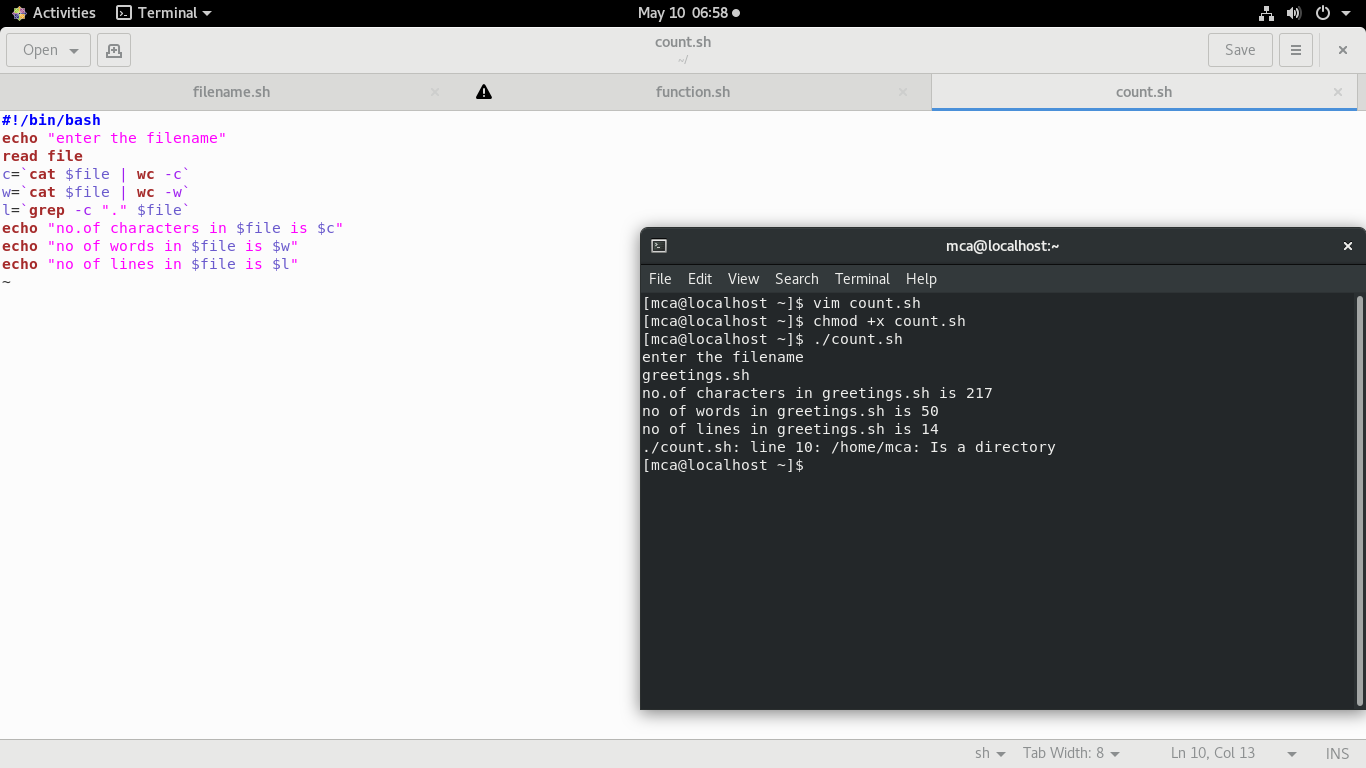 Activities Terminal May 10 06:58
Open count.sh Save
~/
filename.sh function.sh count.sh
#!/bin/bash
echo "enter the filename"
read file
c=`cat $file | wc -c`
w=`cat $file | wc -w`
l=`grep -c "." $file`
echo "no.of characters in $file is $c"
echo "no of words in $file is $w"
echo "no of lines in $file is $l"
~
mca@localhost:~
File Edit View Search Terminal Help
[mca@localhost ~]$ vim count.sh
[mca@localhost ~]$ chmod +x count.sh
[mca@localhost ~]$ ./count.sh
enter the filename
greetings.sh
no.of characters in greetings.sh is 217
no of words in greetings.sh is 50
no of lines in greetings.sh is 14
./count.sh: line 10: /home/mca: Is a directory
[mca@localhost ~]$
sh Tab Width: 8 Ln 10, Col 13 INS